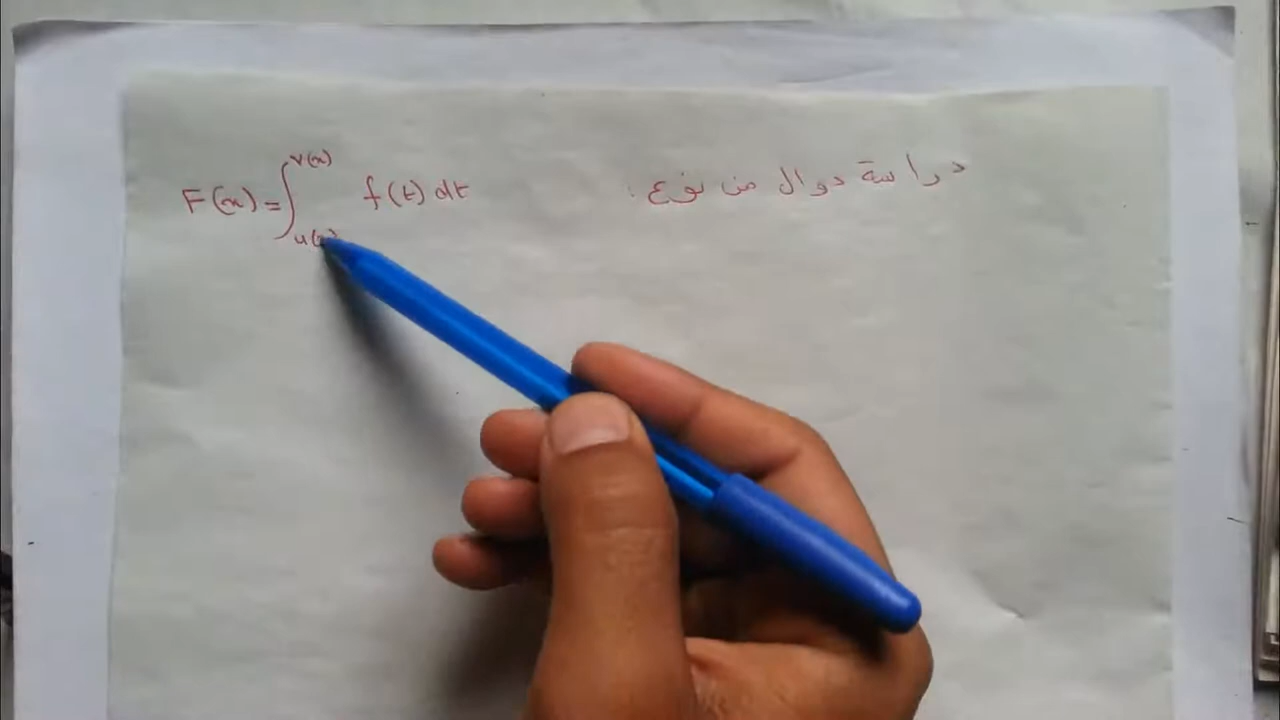 دراسة دوال من نوع : F(x) = ∫_{u(x)}^{v(x)} f(t) dt